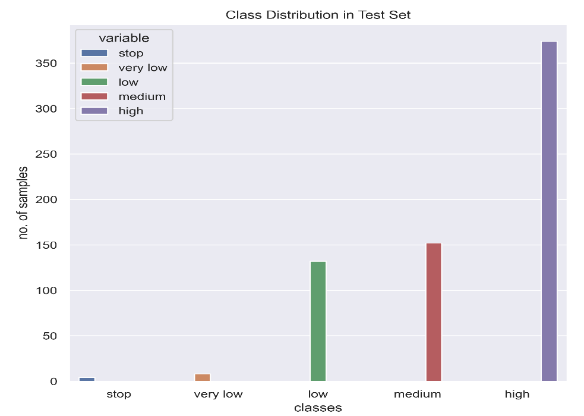 Class Distribution in Test Set
variable
stop
very low
low
medium
high
no. of samples
350
300
250
200
150
100
50
0
stop very low low medium high
classes